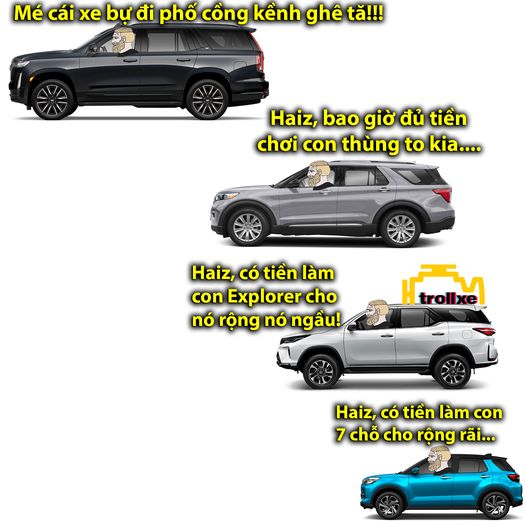 Mé cái xe bự đi phố cồng kềnh ghê tă!!!
Haiz, bao giờ đủ tiền
chơi con thùng to kia....
Haiz, có tiền làm
con Explorer cho
nó rộng nó ngầu!
trollxe
Haiz, có tiền làm con
7 chỗ cho rộng rãi...